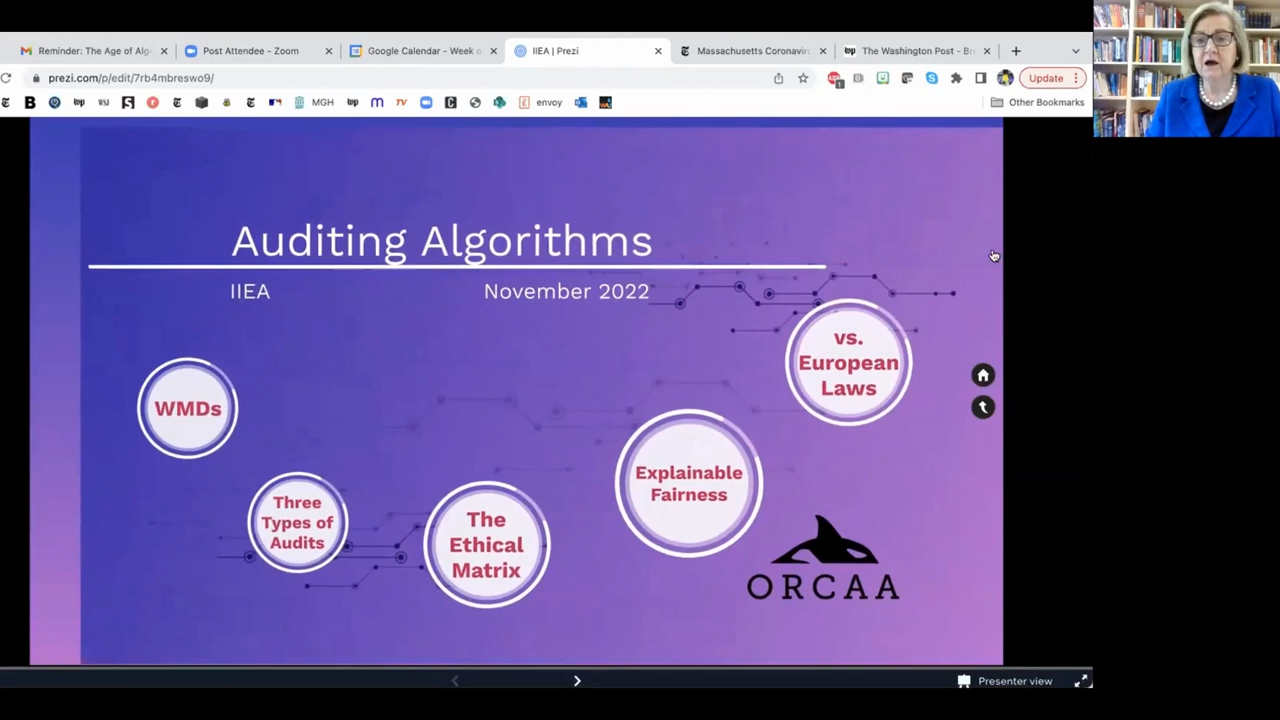 Reminder: The Age of Alg
Post Attendee - Zoom
Google Calendar - Week o
IIEA | Prezi
Massachusetts Coronavir
The Washington Post - Br
prezi.com/p/edit/7rb4mbreswo9/
Update
MGH
envoy
Other Bookmarks
Auditing Algorithms
IIEA
November 2022
vs.
European
Laws
WMDs
Explainable
Fairness
Three
Types of
Audits
The
Ethical
Matrix
ORCAA
Presenter view